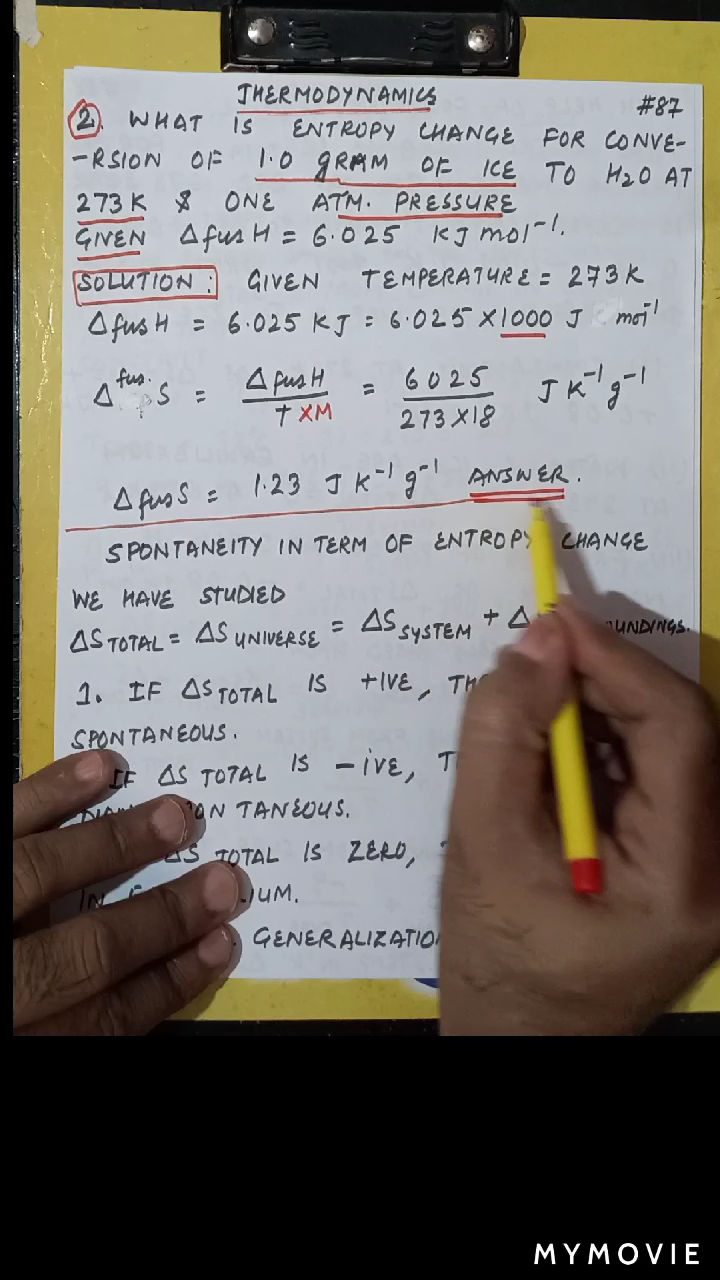 THERMODYNAMICS #87
2. WHAT IS ENTROPY CHANGE FOR CONVE-
-RSION OF 1.0 GRAM OF ICE TO H2O AT
273K & ONE ATM. PRESSURE
GIVEN ΔfusH = 6.025 KJ mol⁻¹.
SOLUTION: GIVEN TEMPERATURE = 273K
ΔfusH = 6.025 KJ = 6.025 X 1000 J mol⁻¹
Δfus.S = ΔfusH / T XM = 6025 / 273 X 18 J K⁻¹ g⁻¹
ΔfusS = 1.23 J K⁻¹ g⁻¹ ANSWER.
SPONTANEITY IN TERM OF ENTROPY CHANGE
WE HAVE STUDIED
ΔS TOTAL = ΔS UNIVERSE = ΔS SYSTEM + Δ
1. IF ΔS TOTAL IS +IVE,
SPONTANEOUS.
IF ΔS TOTAL IS -IVE,
TANEOUS.
ΔS TOTAL IS ZERO,
IN
GENERALIZATIO
MYMOVIE